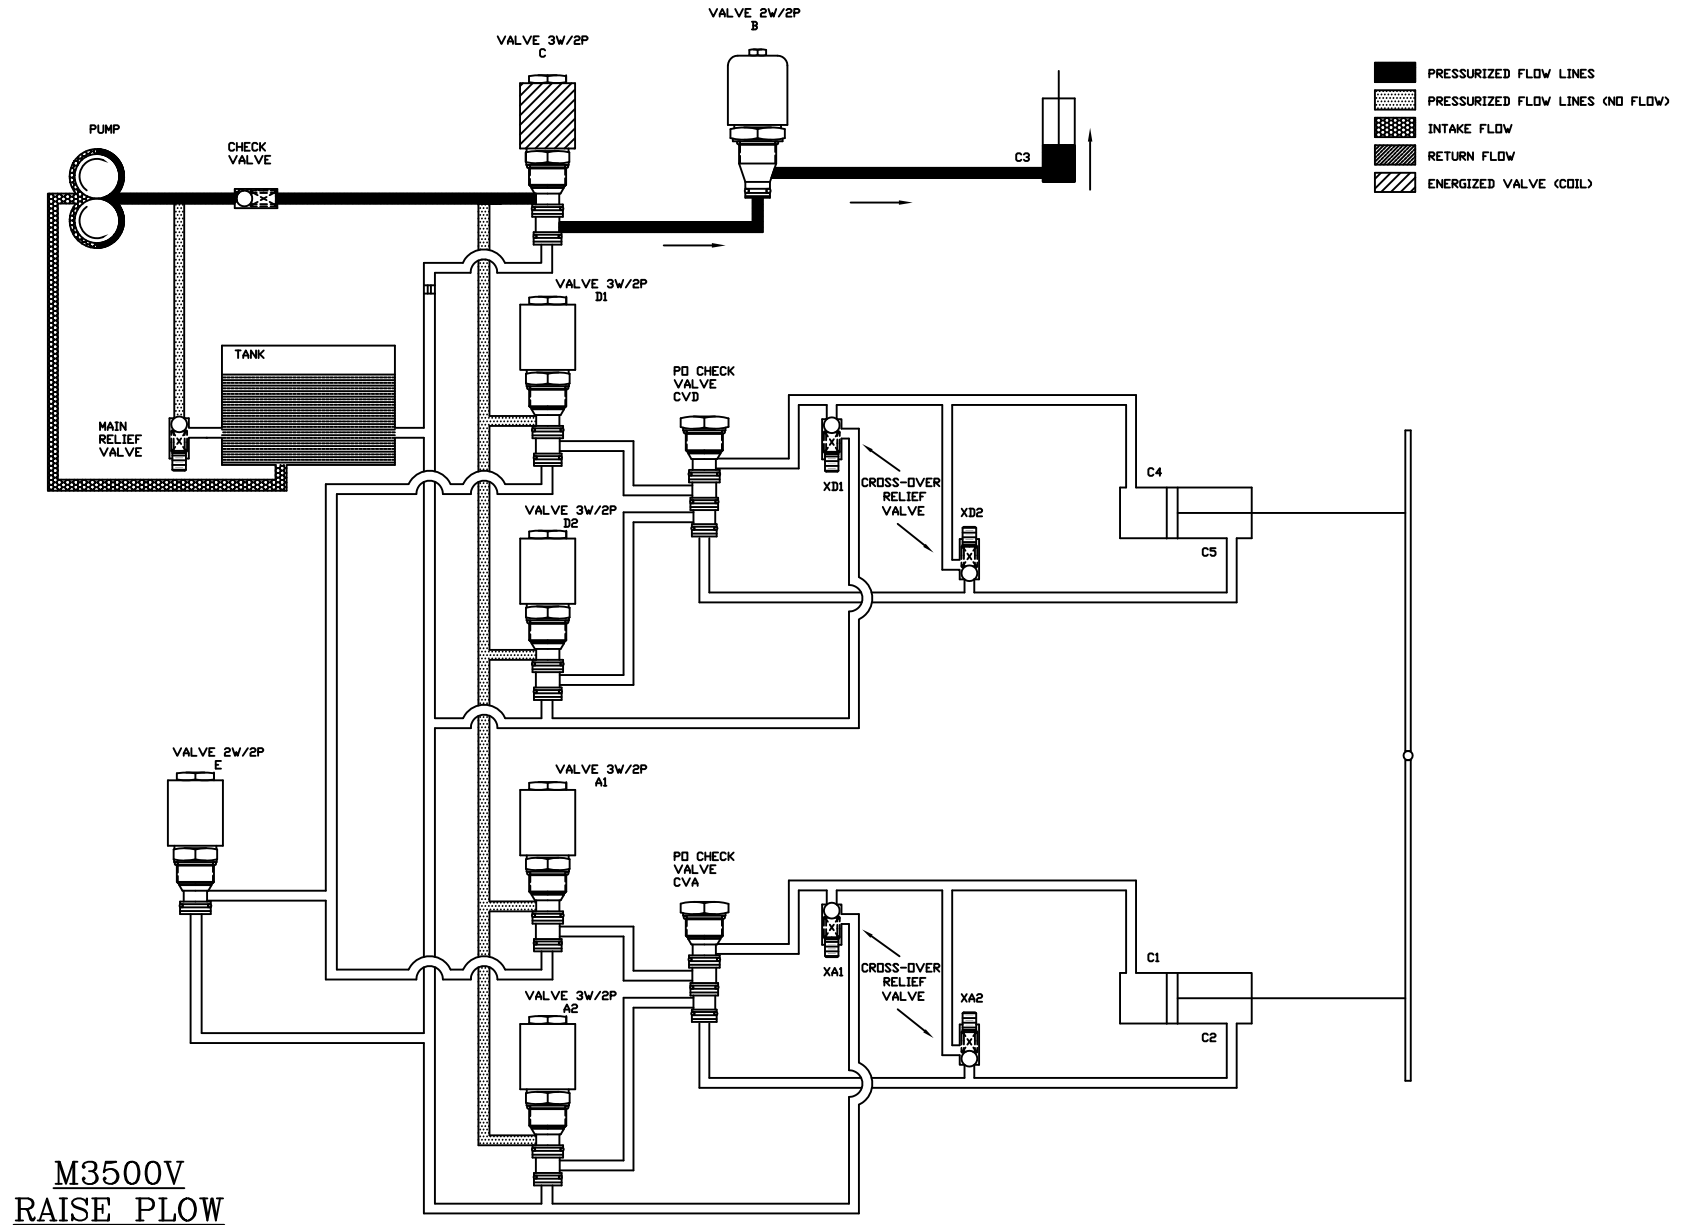 VALVE 2W/2P
B
VALVE 3W/2P
C
PRESSURIZED FLOW LINES
PRESSURIZED FLOW LINES (NO FLOW)
INTAKE FLOW
RETURN FLOW
ENERGIZED VALVE (COIL)
PUMP
CHECK
VALVE
C3
VALVE 3W/2P
D1
TANK
MAIN
RELIEF
VALVE
PO CHECK
VALVE
CVD
XD1
CROSS-OVER
RELIEF
VALVE
XD2
C4
C5
VALVE 3W/2P
D2
VALVE 2W/2P
E
VALVE 3W/2P
A1
PO CHECK
VALVE
CVA
XA1
CROSS-OVER
RELIEF
VALVE
XA2
C1
C2
VALVE 3W/2P
A2
M3500V
RAISE PLOW